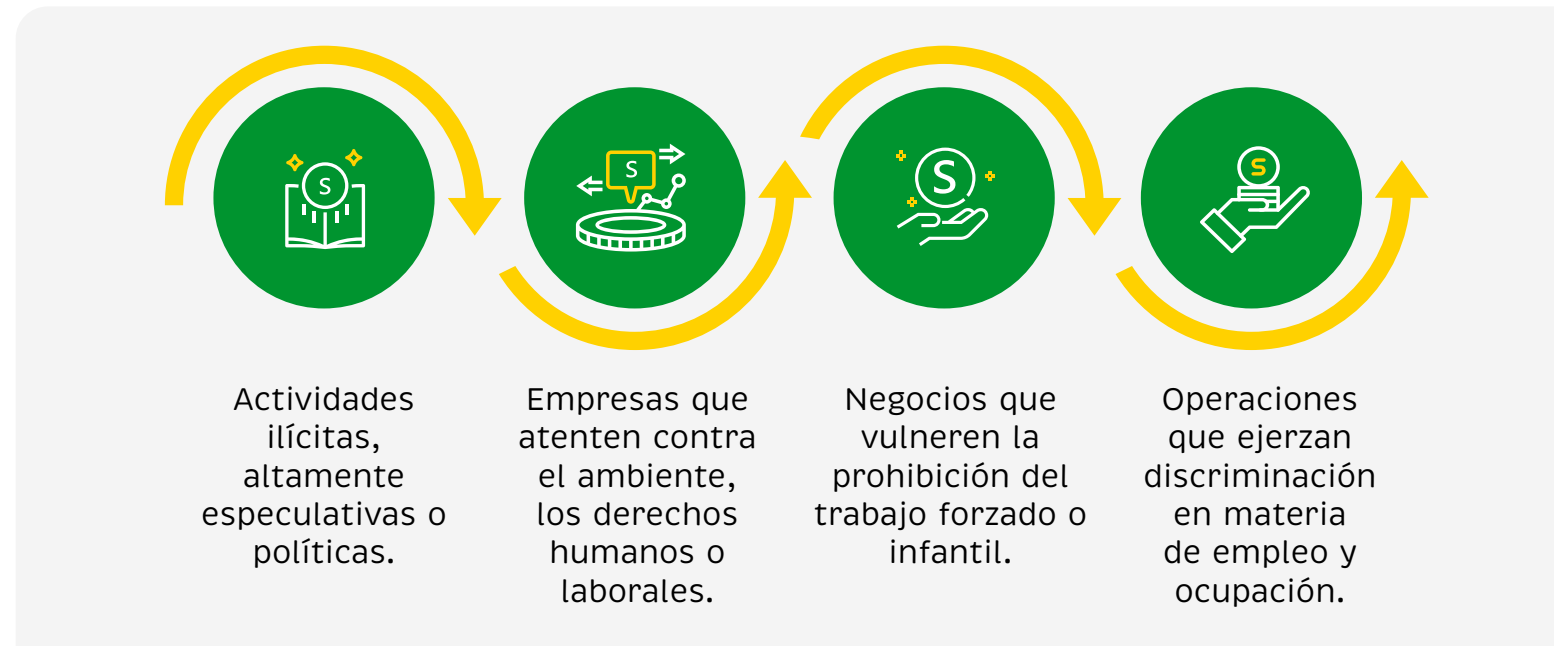 S
S
S
S
Actividades
ilícitas,
altamente
especulativas o
políticas.
Empresas que
atenten contra
el ambiente,
los derechos
humanos o
laborales.
Negocios que
vulneren la
prohibición del
trabajo forzado o
infantil.
Operaciones
que ejerzan
discriminación
en materia
de empleo y
ocupación.